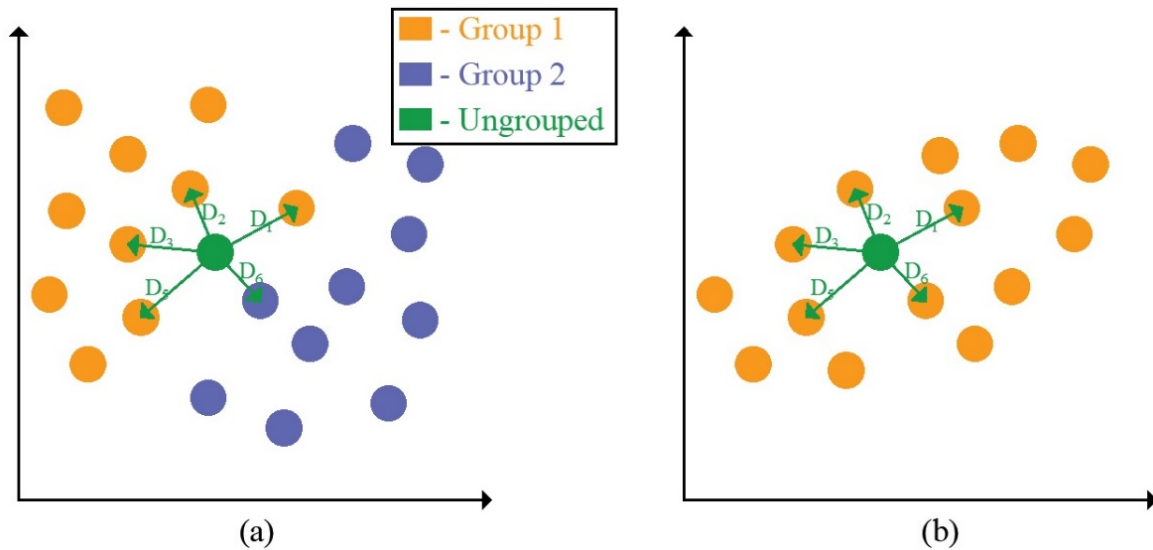 - Group 1
- Group 2
- Ungrouped
D₂
D₁
D₃
D₆
D₅
(a)
D₂
D₁
D₃
D₆
D₅
(b)